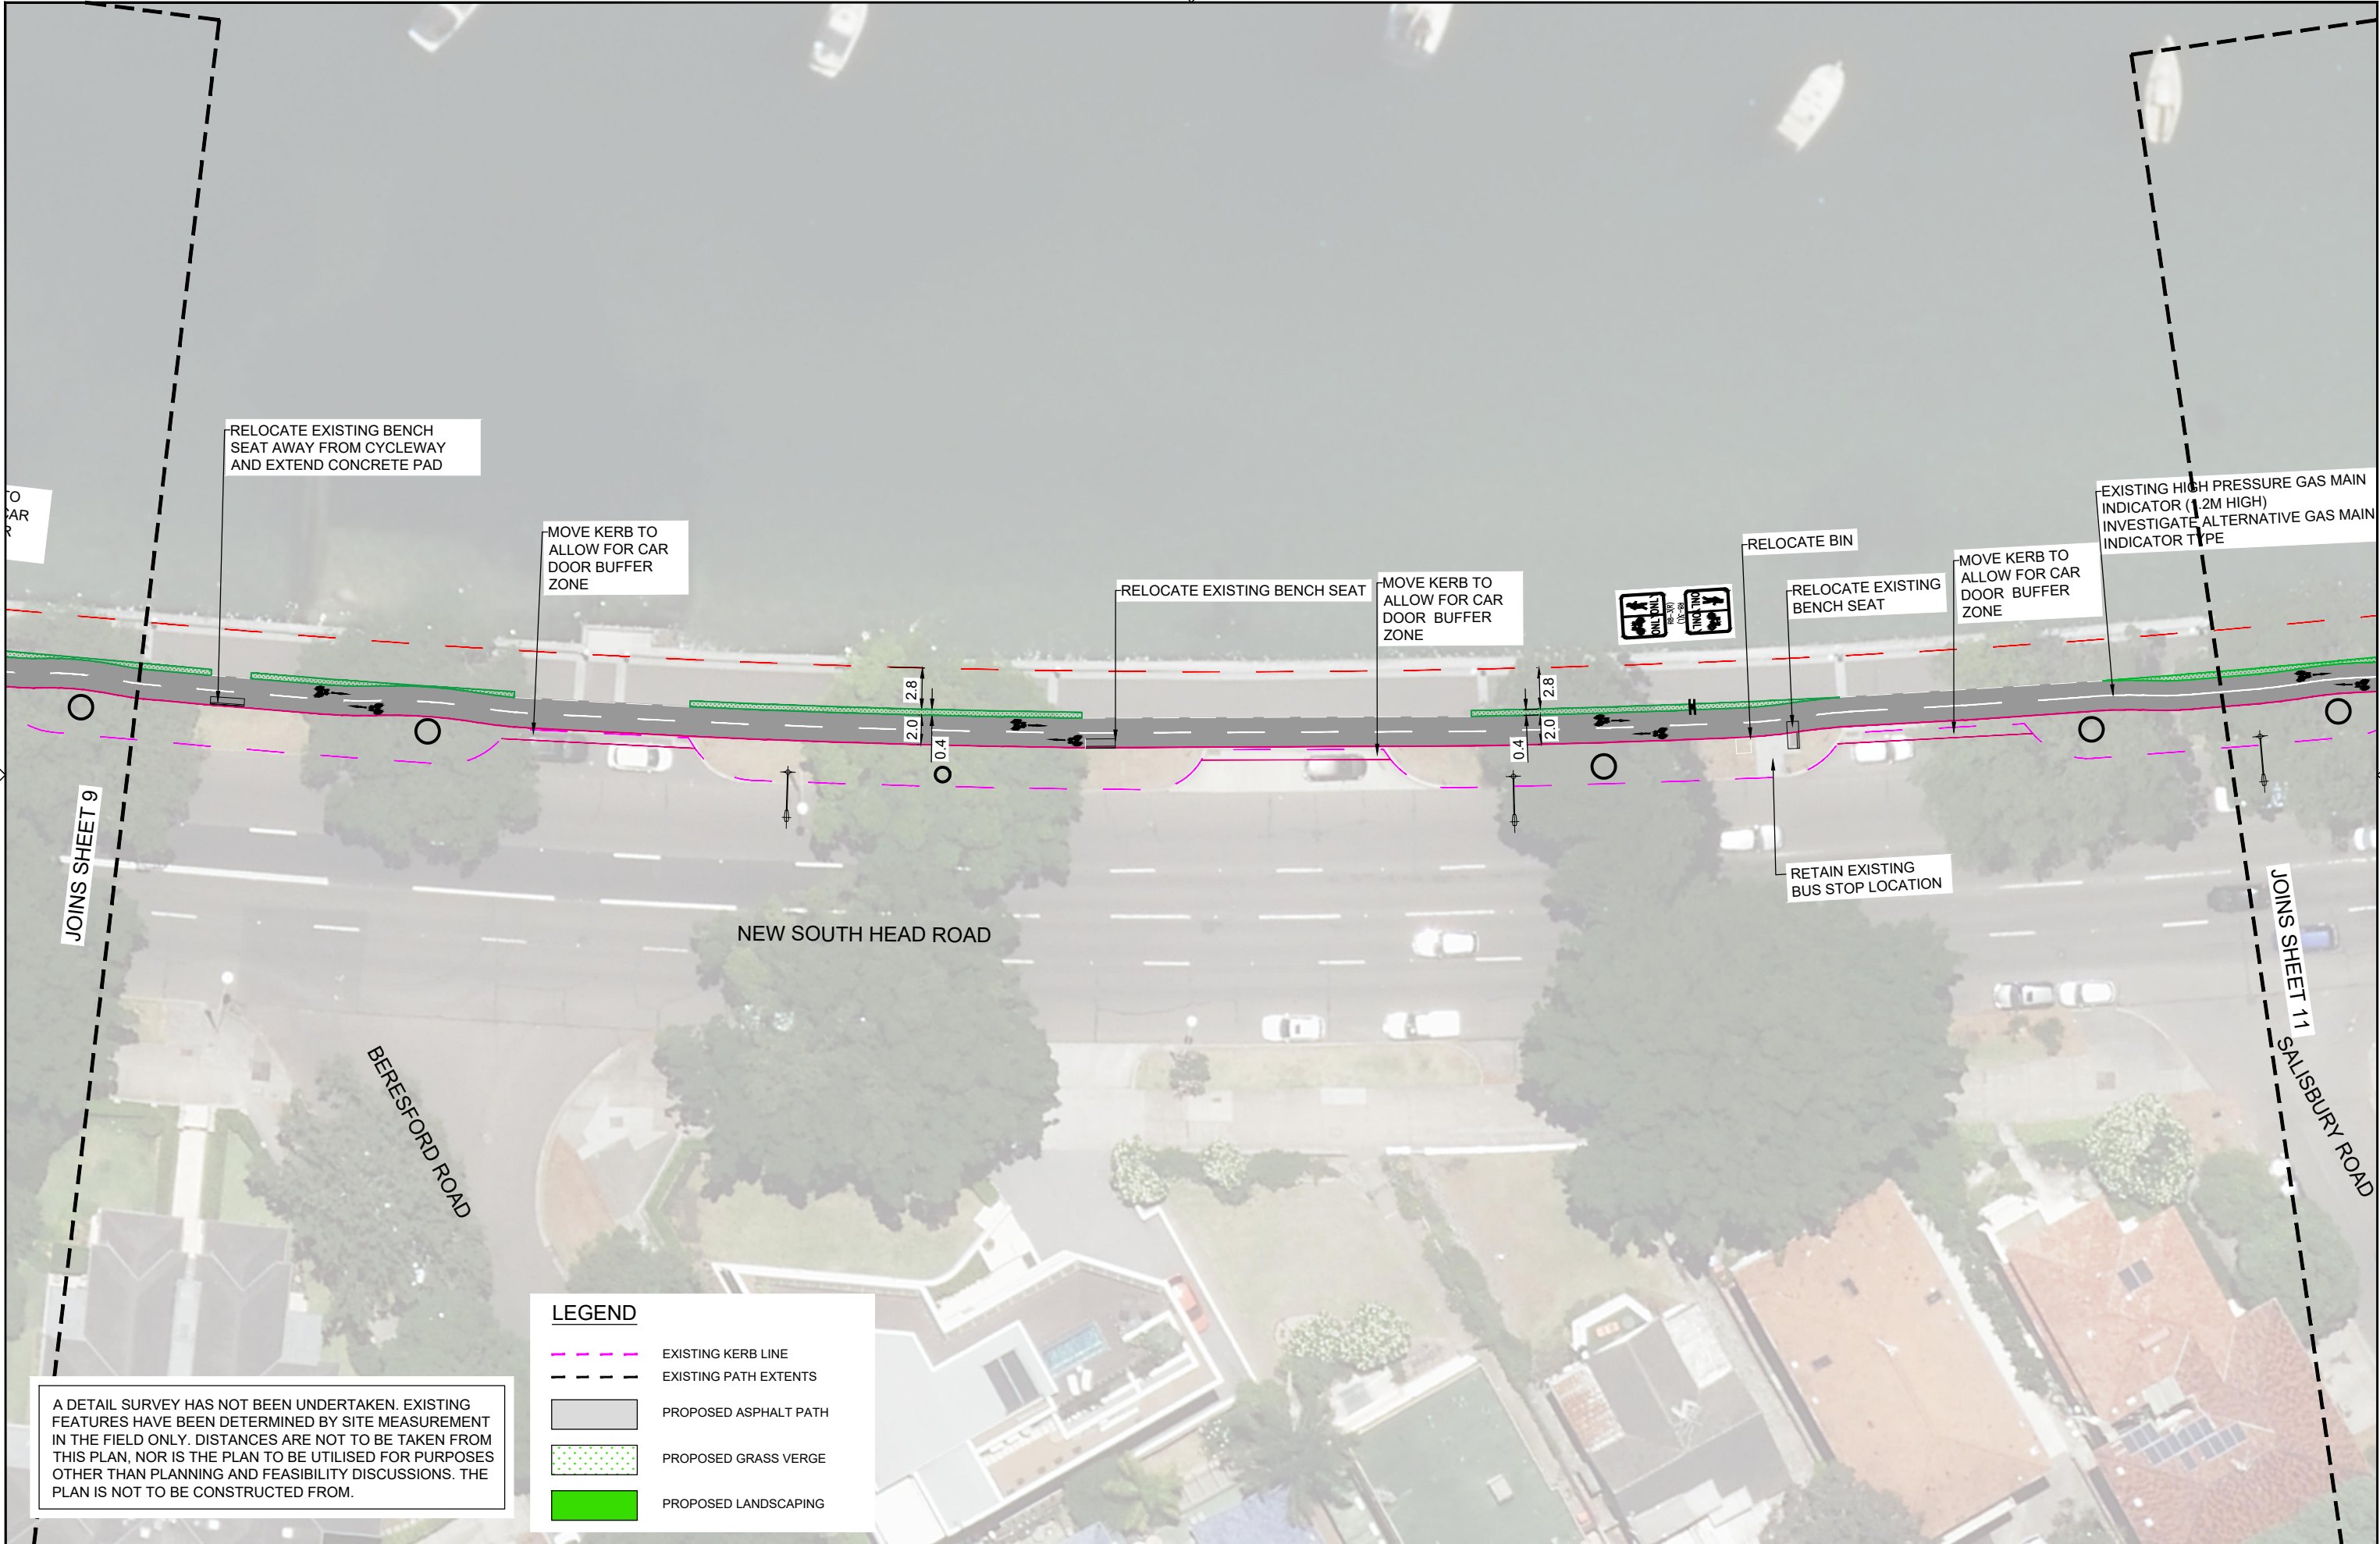 RELOCATE EXISTING BENCH
SEAT AWAY FROM CYCLEWAY
AND EXTEND CONCRETE PAD
TO
CAR
R
MOVE KERB TO
ALLOW FOR CAR
DOOR BUFFER
ZONE
RELOCATE EXISTING BENCH SEAT
MOVE KERB TO
ALLOW FOR CAR
DOOR BUFFER
ZONE
ONLY
ONLY
R8-3(R)
ONLY
ONLY
RELOCATE BIN
RELOCATE EXISTING
BENCH SEAT
MOVE KERB TO
ALLOW FOR CAR
DOOR BUFFER
ZONE
EXISTING HIGH PRESSURE GAS MAIN
INDICATOR (1.2M HIGH)
INVESTIGATE ALTERNATIVE GAS MAIN
INDICATOR TYPE
2.8
2.0
0.4
2.8
2.0
0.4
JOINS SHEET 9
RETAIN EXISTING
BUS STOP LOCATION
NEW SOUTH HEAD ROAD
JOINS SHEET 11
BERESFORD ROAD
SALISBURY ROAD
LEGEND
EXISTING KERB LINE
EXISTING PATH EXTENTS
PROPOSED ASPHALT PATH
PROPOSED GRASS VERGE
PROPOSED LANDSCAPING
A DETAIL SURVEY HAS NOT BEEN UNDERTAKEN. EXISTING
FEATURES HAVE BEEN DETERMINED BY SITE MEASUREMENT
IN THE FIELD ONLY. DISTANCES ARE NOT TO BE TAKEN FROM
THIS PLAN, NOR IS THE PLAN TO BE UTILISED FOR PURPOSES
OTHER THAN PLANNING AND FEASIBILITY DISCUSSIONS. THE
PLAN IS NOT TO BE CONSTRUCTED FROM.